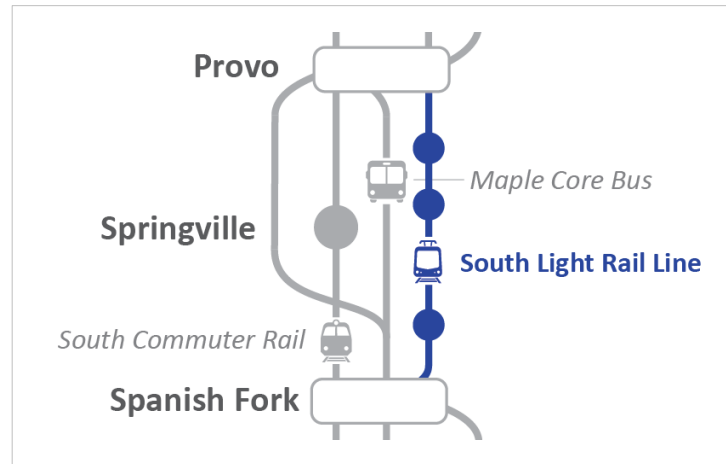 Provo
Maple Core Bus
Springville
South Light Rail Line
South Commuter Rail
Spanish Fork